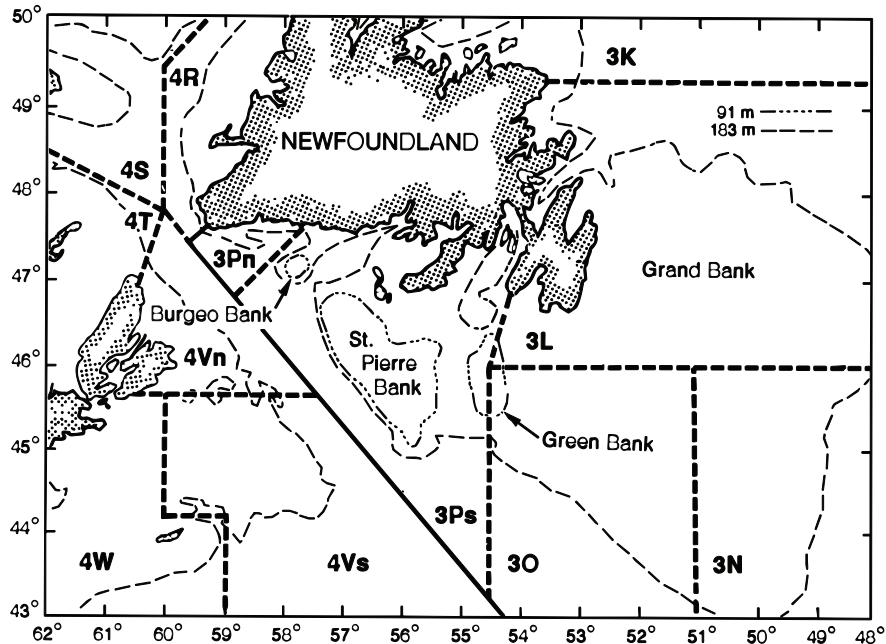 50°
49°
48°
47°
46°
45°
44°
43°
62°
61°
60°
59°
58°
57°
56°
55°
54°
53°
52°
51°
50°
49°
48°
4R
3K
91 m
183 m
NEWFOUNDLAND
4S
4T
3Pn
Grand Bank
Burgeo Bank
St.
Pierre
Bank
3L
4Vn
Green Bank
3Ps
4W
4Vs
3O
3N